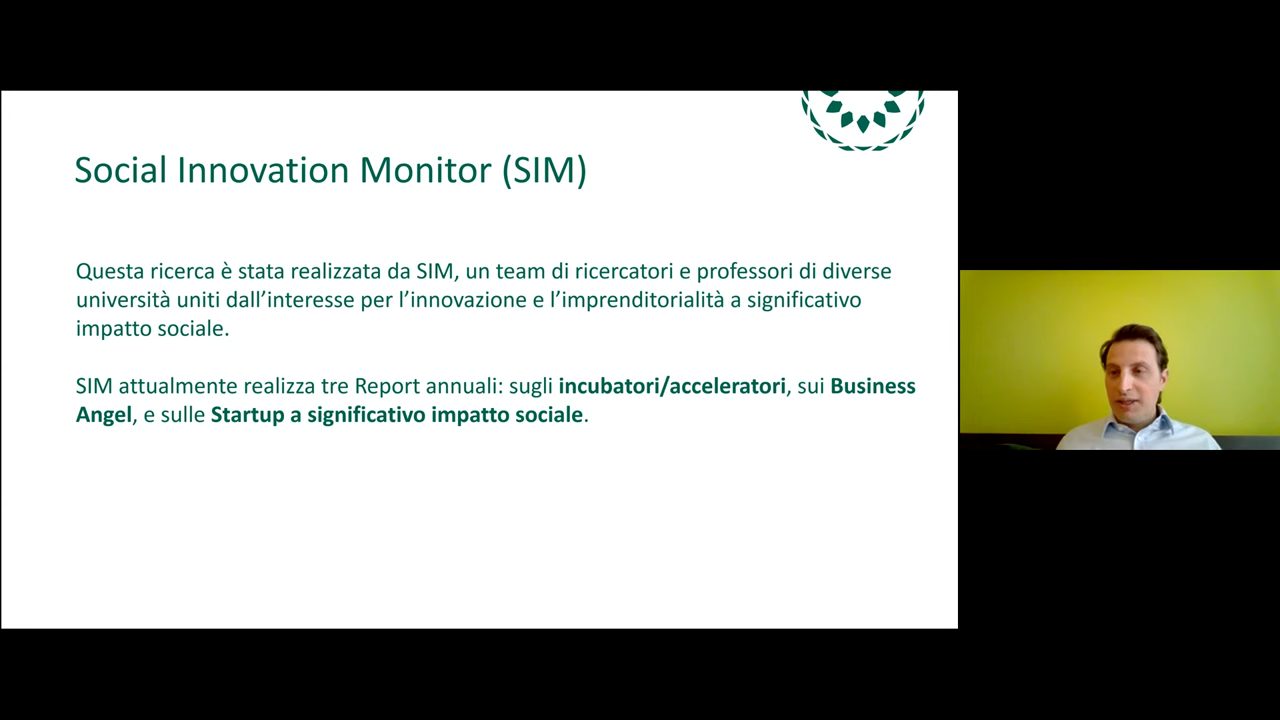 Social Innovation Monitor (SIM)
Questa ricerca è stata realizzata da SIM, un team di ricercatori e professori di diverse
università uniti dall’interesse per l’innovazione e l’imprenditorialità a significativo
impatto sociale.
SIM attualmente realizza tre Report annuali: sugli incubatori/acceleratori, sui Business
Angel, e sulle Startup a significativo impatto sociale.